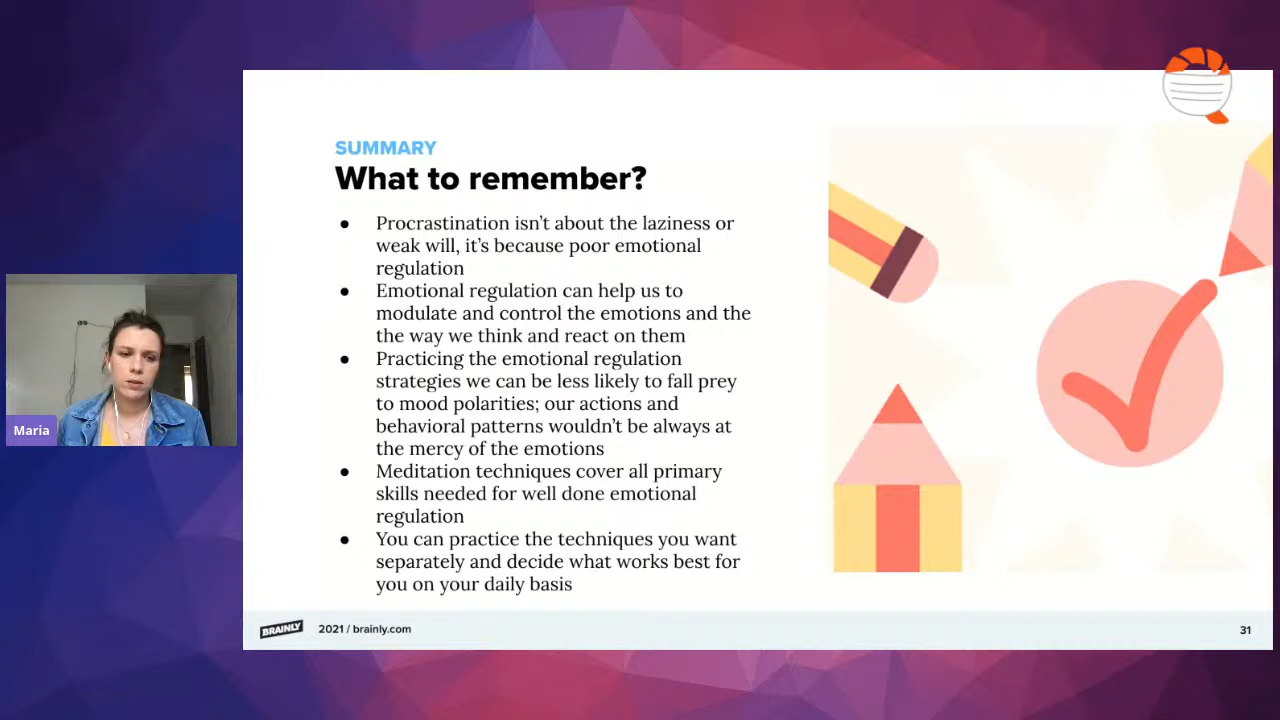 SUMMARY
What to remember?
● Procrastination isn't about the laziness or
weak will, it's because poor emotional
regulation
● Emotional regulation can help us to
modulate and control the emotions and the
the way we think and react on them
● Practicing the emotional regulation
strategies we can be less likely to fall prey
to mood polarities; our actions and
behavioral patterns wouldn't be always at
the mercy of the emotions
● Meditation techniques cover all primary
skills needed for well done emotional
regulation
● You can practice the techniques you want
separately and decide what works best for
you on your daily basis
Maria
BRAINLY
2021 / brainly.com
31